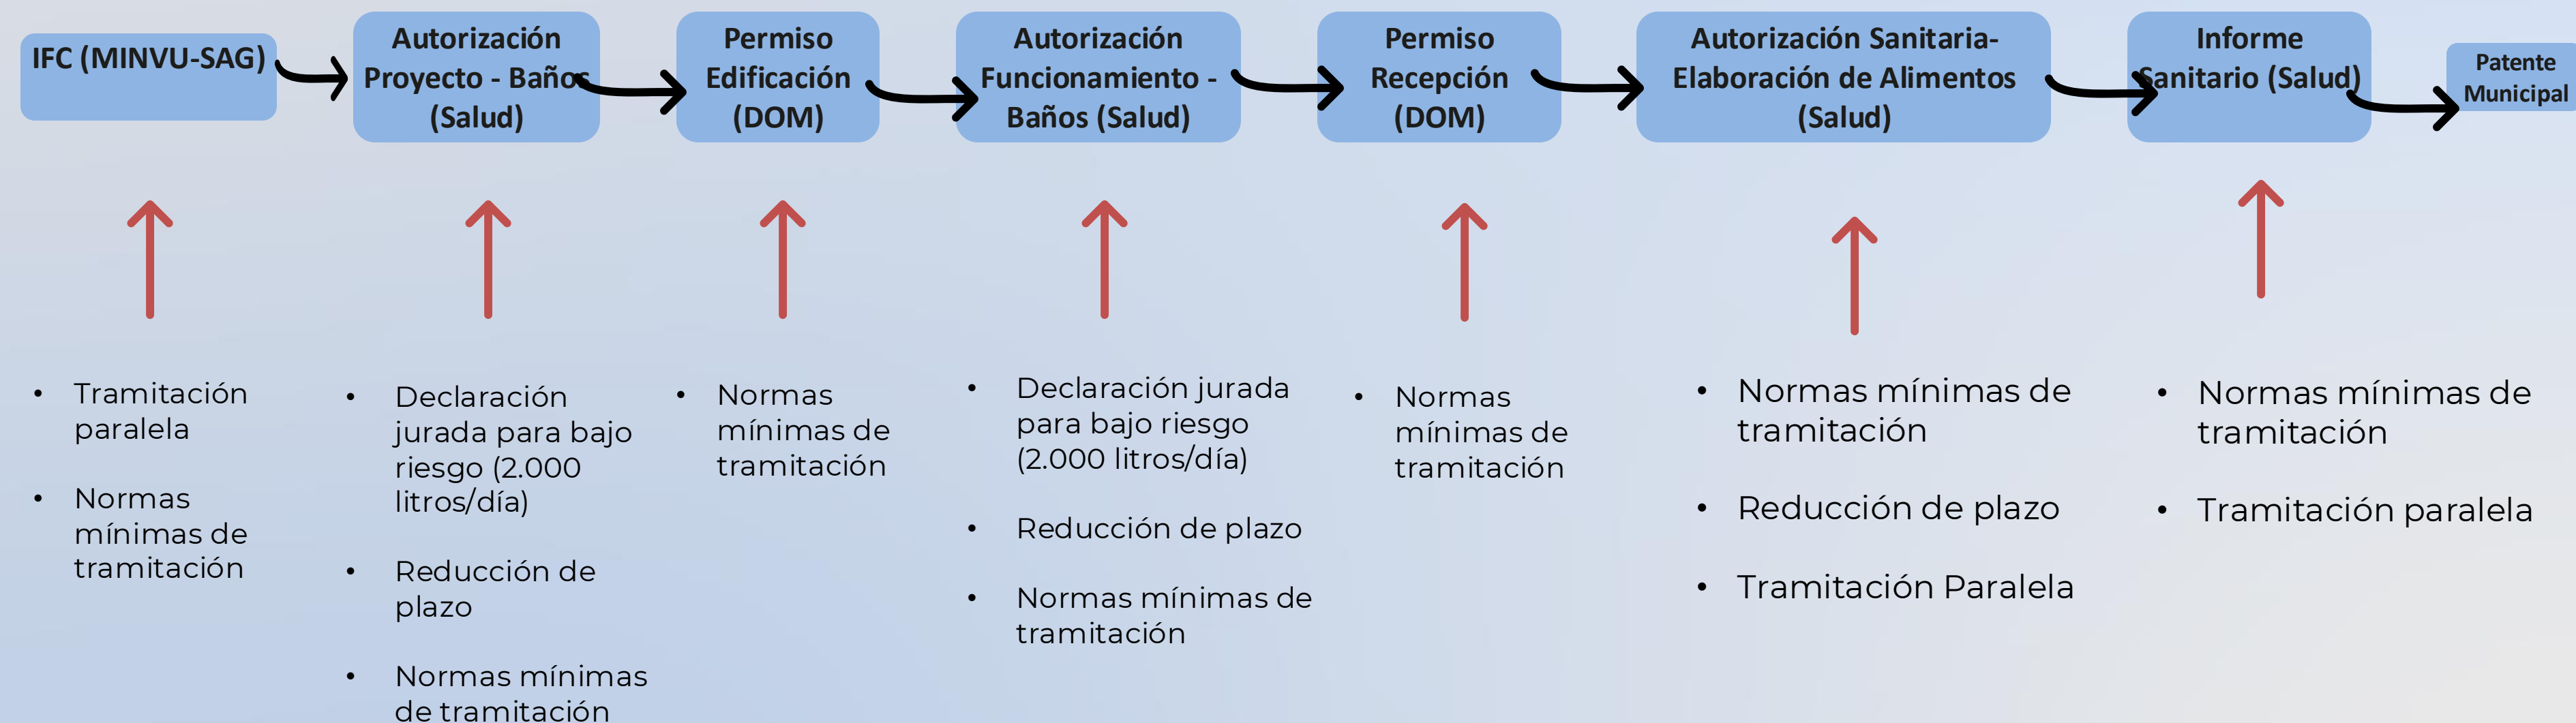 IFC (MINVU-SAG)
Autorización
Proyecto - Baños
(Salud)
Permiso
Edificación
(DOM)
Autorización
Funcionamiento -
Baños (Salud)
Permiso
Recepción
(DOM)
Autorización Sanitaria-
Elaboración de Alimentos
(Salud)
Informe
Sanitario (Salud)
Patente
Municipal
• Tramitación
paralela
• Normas
mínimas de
tramitación
• Declaración
jurada para bajo
riesgo (2.000
litros/día)
• Reducción de
plazo
• Normas mínimas
de tramitación
• Normas
mínimas de
tramitación
• Declaración jurada
para bajo riesgo
(2.000 litros/día)
• Reducción de plazo
• Normas mínimas de
tramitación
• Normas
mínimas de
tramitación
• Normas mínimas de
tramitación
• Reducción de plazo
• Tramitación Paralela
• Normas mínimas de
tramitación
• Tramitación paralela